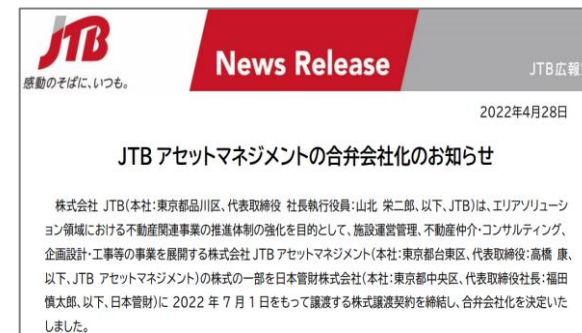 JTB
感動のそばに、いつも。
News Release
JTB広報
2022年4月28日
JTB アセットマネジメントの合弁会社化のお知らせ
株式会社 JTB(本社:東京都品川区、代表取締役 社長執行役員:山北 栄二郎、以下、JTB)は、エリアソリューシ
ョン領域における不動産関連事業の推進体制の強化を目的として、施設運営管理、不動産仲介・コンサルティング、
企画設計・工事等の事業を展開する株式会社 JTB アセットマネジメント(本社:東京都台東区、代表取締役:高橋 康、
以下、JTB アセットマネジメント)の株式の一部を日本管財株式会社(本社:東京都中央区、代表取締役社長:福田
慎太郎、以下、日本管財)に 2022 年 7 月 1 日をもって譲渡する株式譲渡契約を締結し、合弁会社化を決定いた
しました。